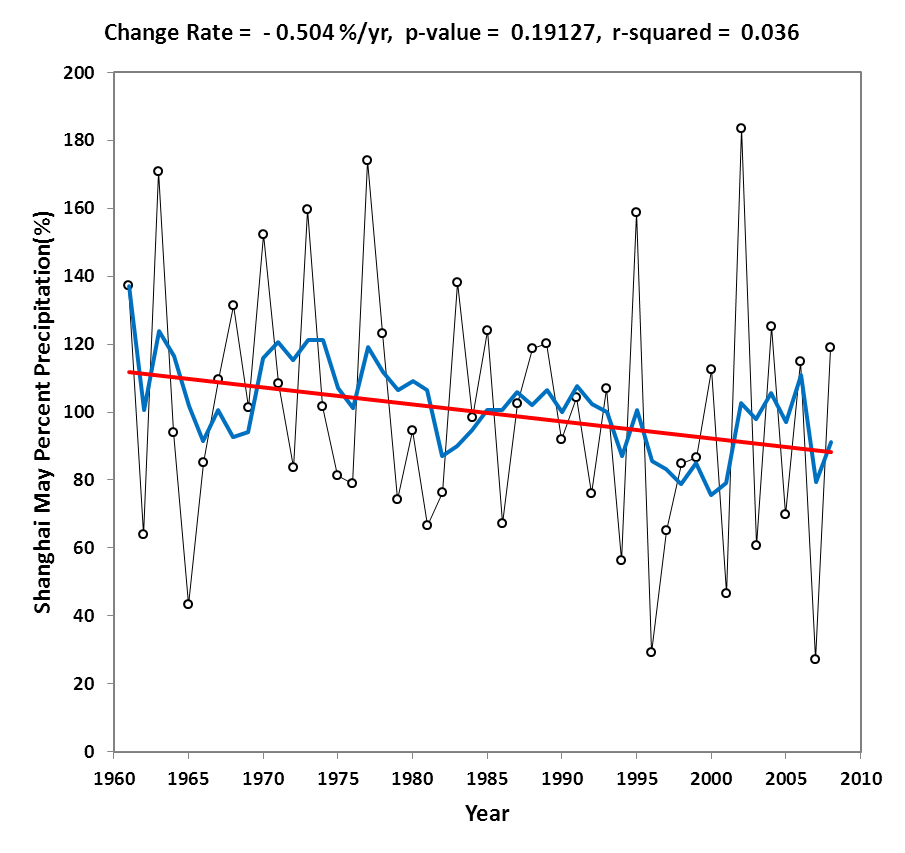 Change Rate = - 0.504 %/yr, p-value = 0.19127, r-squared = 0.036
200
180
160
140
120
100
80
60
40
20
0
Shanghai May Percent Precipitation(%)
1960 1965 1970 1975 1980 1985 1990 1995 2000 2005 2010
Year